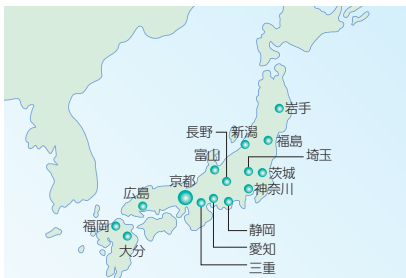 岩手
長野
新潟
福島
富山
埼玉
京都
茨城
広島
神奈川
福岡
静岡
大分
愛知
三重